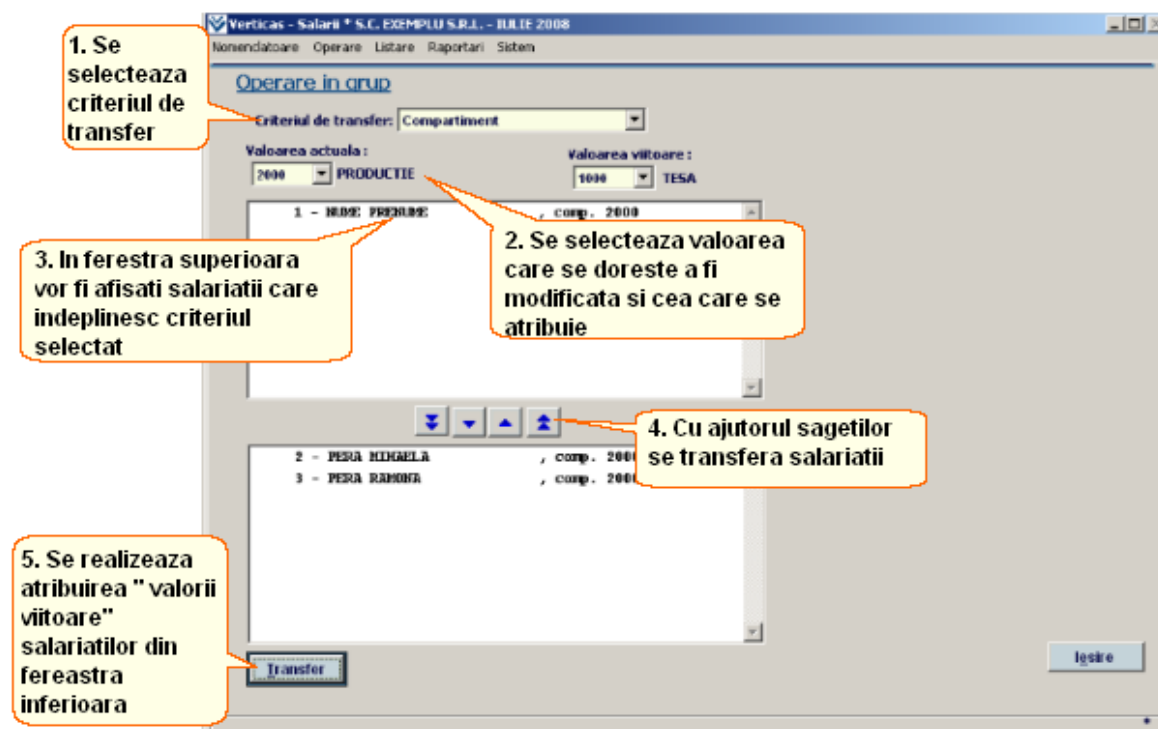 Verticas - Salarii * S.C. EXEMPLU S.R.L. - IULIE 2008
Nomenclatoare Operare Listare Raportari Sistem
Operare in grup
1. Se
selecteaza
criteriul de
transfer
Criteriul de transfer: Compartiment
Valoarea actuala :
Valoarea viitoare :
2000 PRODUCTIE
1000 TESA
1 - NUME PRENUME , comp. 2000
2. Se selecteaza valoarea
care se doreste a fi
modificata si cea care se
atribuie
3. In ferestra superioara
vor fi afisati salariatii care
indeplinesc criteriul
selectat
4. Cu ajutorul sagetilor
se transfera salariatii
2 - PERA MIHAELA , comp. 2000
3 - PERA RAMONA , comp. 2000
5. Se realizeaza
atribuirea " valorii
viitoare"
salariatilor din
fereastra
inferioara
Transfer
Iesire